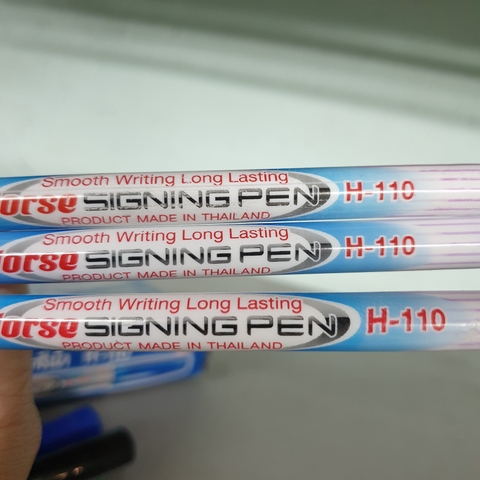 Smooth Writing Long Lasting
orse SIGNING PEN H-110
PRODUCT MADE IN THAILAND
Smooth Writing Long Lasting
orse SIGNING PEN H-110
PRODUCT MADE IN THAILAND
Smooth Writing Long Lasting
orse SIGNING PEN H-110
PRODUCT MADE IN THAILAND